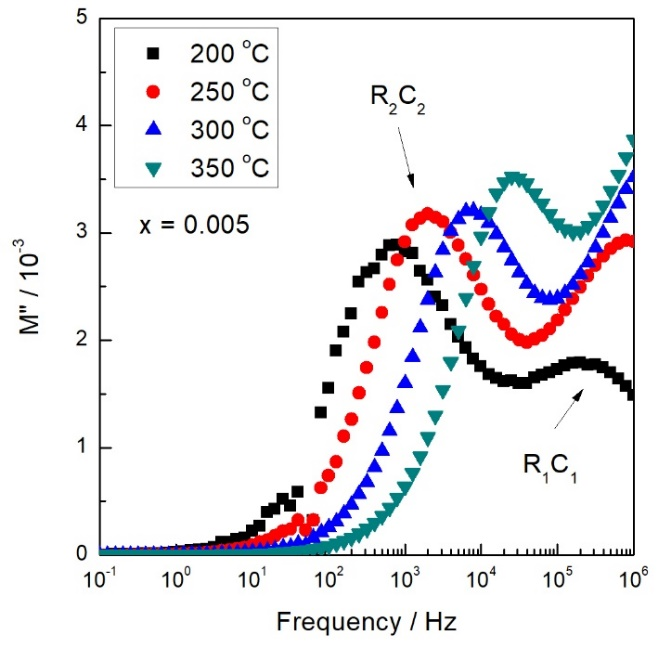 5
4
3
2
1
0
M'' / 10⁻³
200 °C
250 °C
300 °C
350 °C
x = 0.005
R₂C₂
R₁C₁
10⁻¹ 10⁰ 10¹ 10² 10³ 10⁴ 10⁵ 10⁶
Frequency / Hz